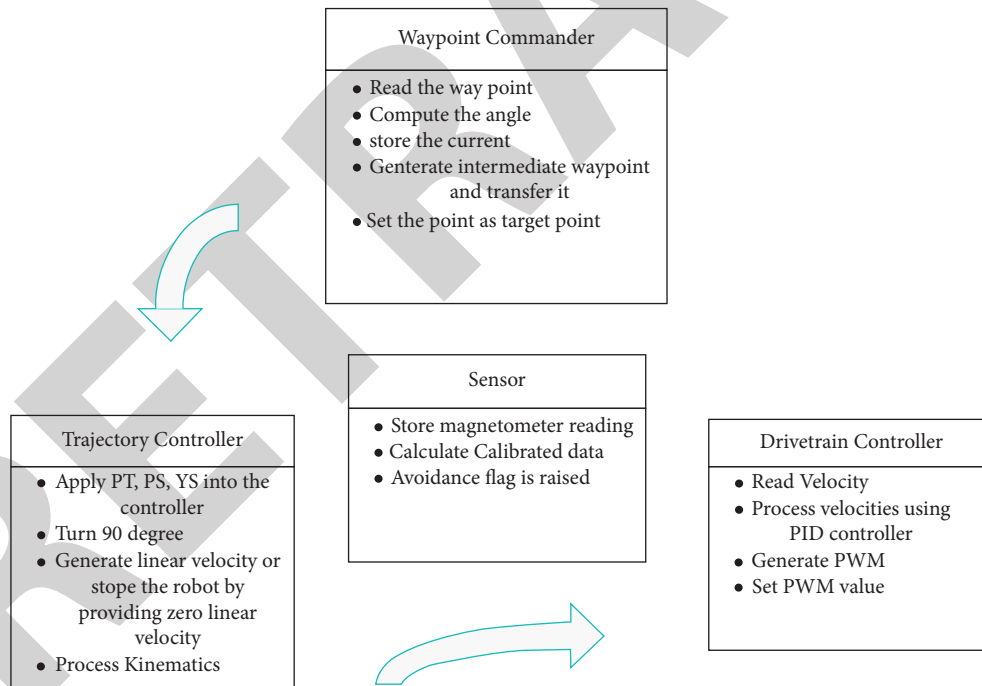 Waypoint Commander
• Read the way point
• Compute the angle
• store the current
• Genterate intermediate waypoint
and transfer it
• Set the point as target point
Sensor
• Store magnetometer reading
• Calculate Calibrated data
• Avoidance flag is raised
Trajectory Controller
• Apply PT, PS, YS into the
controller
• Turn 90 degree
• Generate linear velocity or
stope the robot by
providing zero linear
velocity
• Process Kinematics
Drivetrain Controller
• Read Velocity
• Process velocities using
PID controller
• Generate PWM
• Set PWM value
RETRA